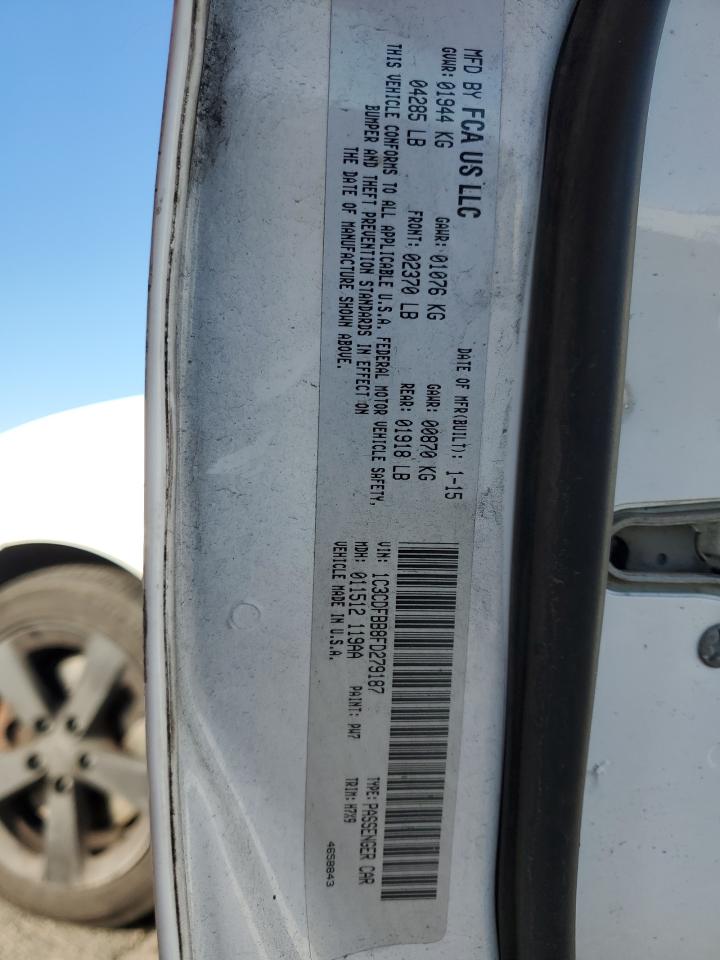 MFD BY FCA US LLC
DATE OF MFR(BUILT): 1-15
GVWR: 01944 KG GAWR: 01076 KG GAWR: 00870 KG
04285 LB FRONT: 02370 LB REAR: 01918 LB
THIS VEHICLE CONFORMS TO ALL APPLICABLE U.S.A. FEDERAL MOTOR VEHICLE SAFETY,
BUMPER AND THEFT PREVENTION STANDARDS IN EFFECT ON
THE DATE OF MANUFACTURE SHOWN ABOVE.
VIN: 1C3CDFBB8FD279187 TYPE: PASSENGER CAR
MDH: 011512 119AA PAINT: PW7 TRIM: H7X9
VEHICLE MADE IN U.S.A.
4658843